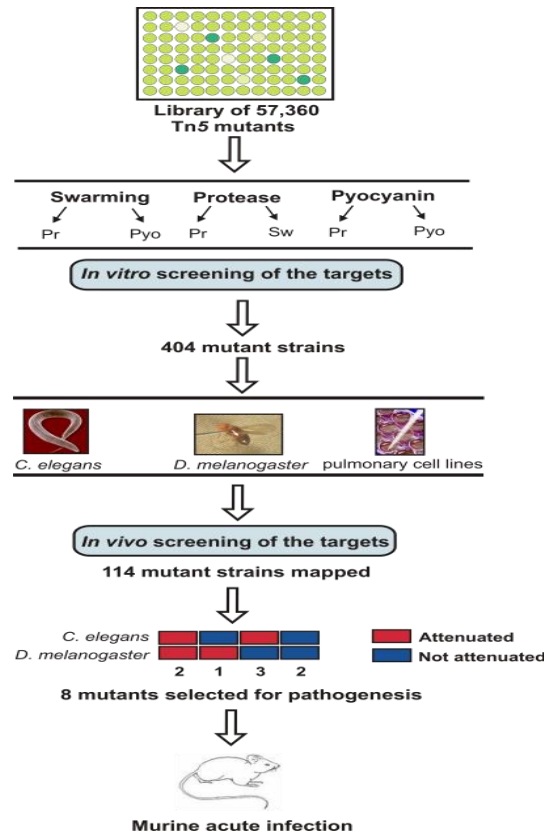 Library of 57,360
Tn5 mutants
Swarming Protease Pyocyanin
Pr Pyo Pr Sw Pr Pyo
In vitro screening of the targets
404 mutant strains
C. elegans D. melanogaster pulmonary cell lines
In vivo screening of the targets
114 mutant strains mapped
C. elegans Attenuated
D. melanogaster Not attenuated
2 1 3 2
8 mutants selected for pathogenesis
Murine acute infection